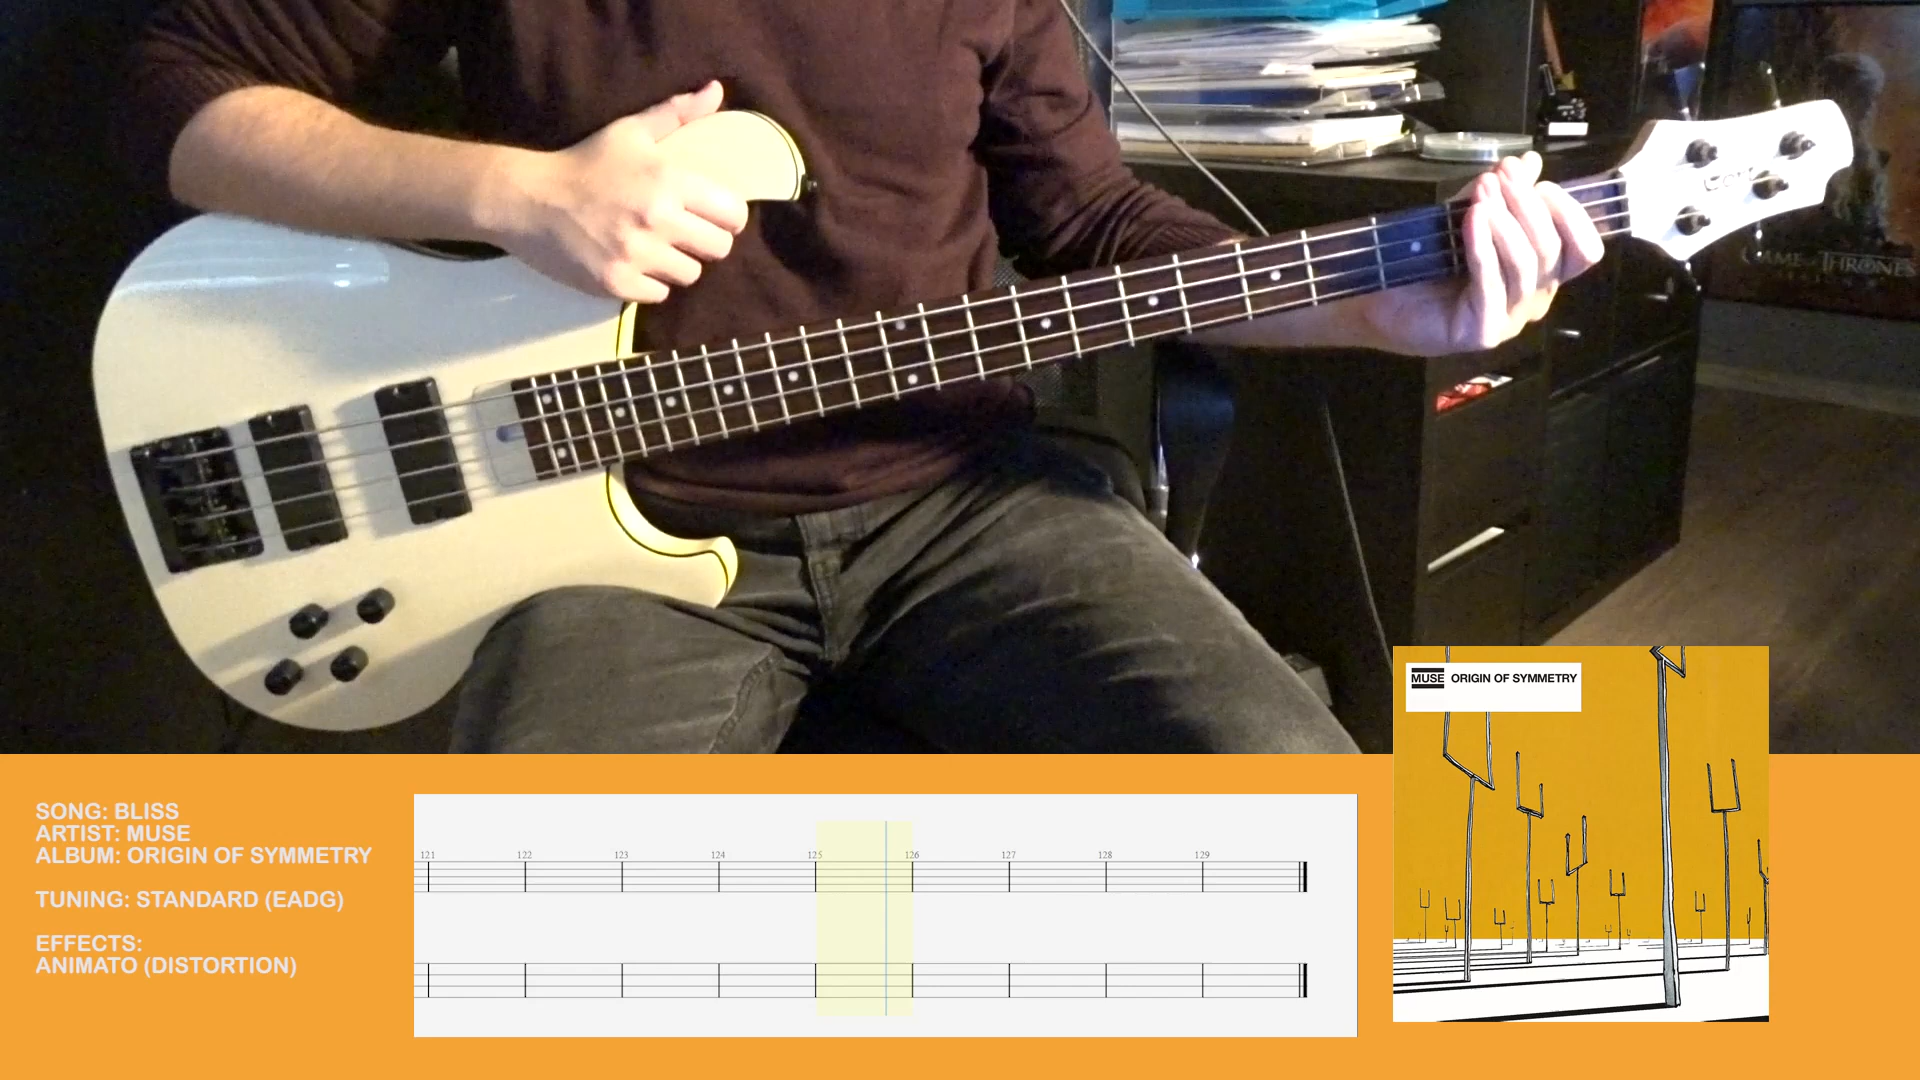 GAME OF THRONES
MUSE ORIGIN OF SYMMETRY
SONG: BLISS
ARTIST: MUSE
ALBUM: ORIGIN OF SYMMETRY
TUNING: STANDARD (EADG)
EFFECTS:
ANIMATO (DISTORTION)
121 122 123 124 125 126 127 128 129